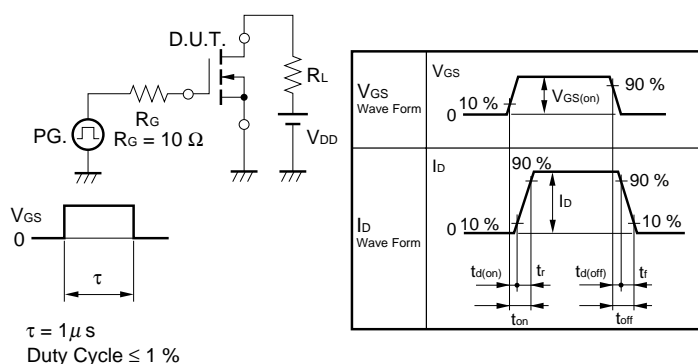 D.U.T.
RL
RG
RG = 10 Ω
PG.
VDD
VGS
0
τ
τ = 1μ s
Duty Cycle ≤ 1 %
VGS
Wave Form
VGS
10 %
0
VGS(on)
90 %
ID
Wave Form
ID
90 %
90 %
0 10 %
ID
10 %
td(on) tr td(off) tf
ton toff